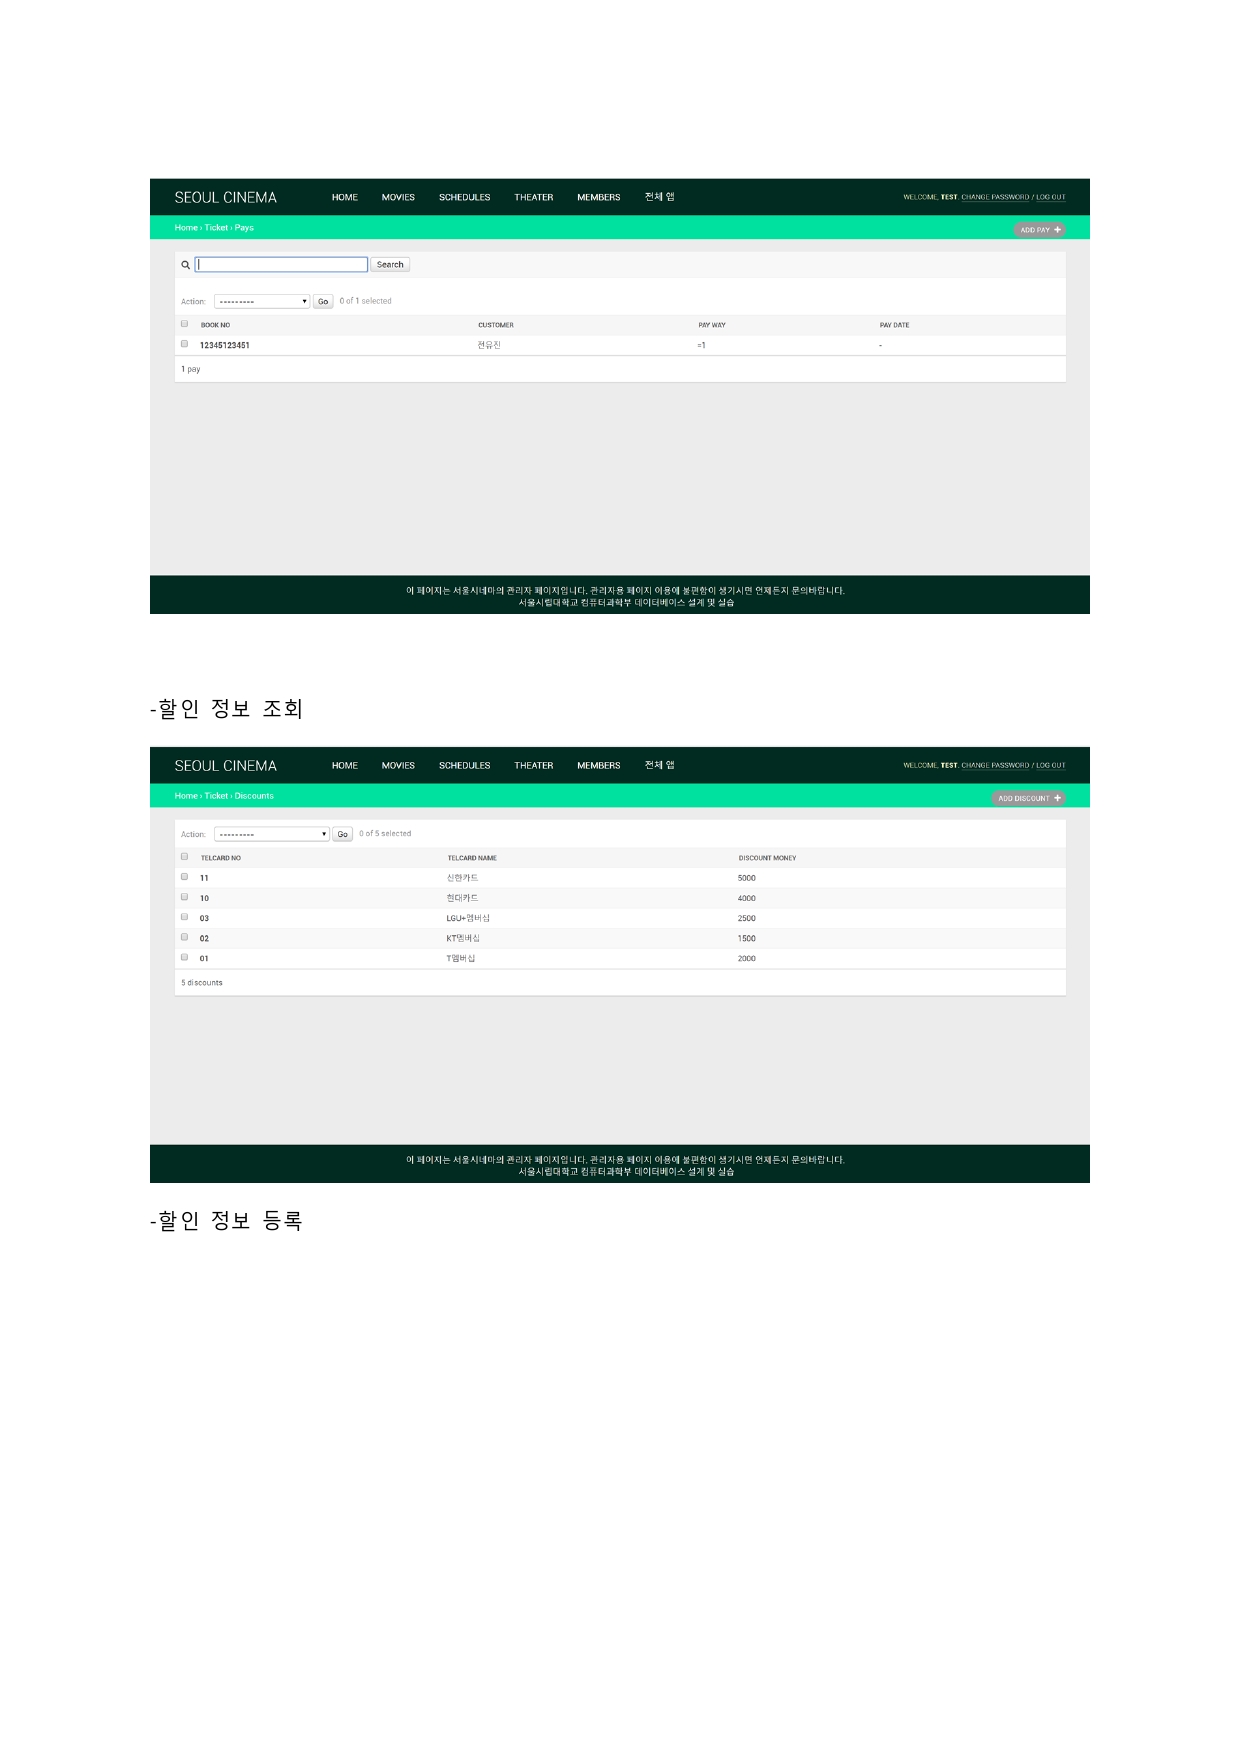 SEOUL CINEMA HOME MOVIES SCHEDULES THEATER MEMBERS 전체 앱 WELCOME, TEST. CHANGE PASSWORD / LOG OUT
Home › Ticket › Pays ADD PAY +
Search
Action: --------- Go 0 of 1 selected
BOOK NO CUSTOMER PAY WAY PAY DATE
12345123451 전유진 =1 -
1 pay
이 페이지는 서울시네마의 관리자 페이지입니다. 관리자용 페이지 이용에 불편함이 생기시면 언제든지 문의바랍니다.
서울시립대학교 컴퓨터과학부 데이터베이스 설계 및 실습
-할인 정보 조회
SEOUL CINEMA HOME MOVIES SCHEDULES THEATER MEMBERS 전체 앱 WELCOME, TEST. CHANGE PASSWORD / LOG OUT
Home › Ticket › Discounts ADD DISCOUNT +
Action: --------- Go 0 of 5 selected
TELCARD NO TELCARD NAME DISCOUNT MONEY
11 신한카드 5000
10 현대카드 4000
03 LGU+멤버십 2500
02 KT멤버십 1500
01 T멤버십 2000
5 discounts
이 페이지는 서울시네마의 관리자 페이지입니다. 관리자용 페이지 이용에 불편함이 생기시면 언제든지 문의바랍니다.
서울시립대학교 컴퓨터과학부 데이터베이스 설계 및 실습
-할인 정보 등록